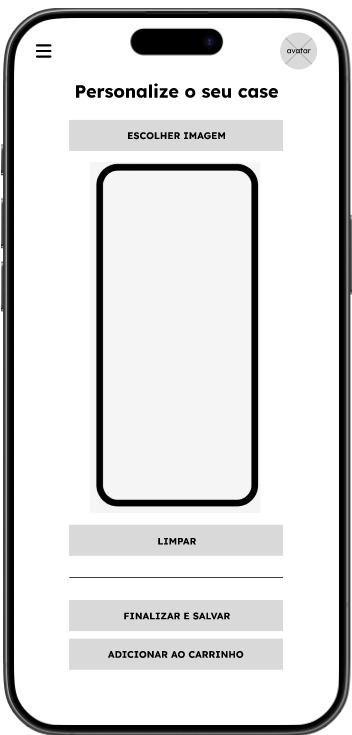 avatar
Personalize o seu case
ESCOLHER IMAGEM
LIMPAR
FINALIZAR E SALVAR
ADICIONAR AO CARRINHO